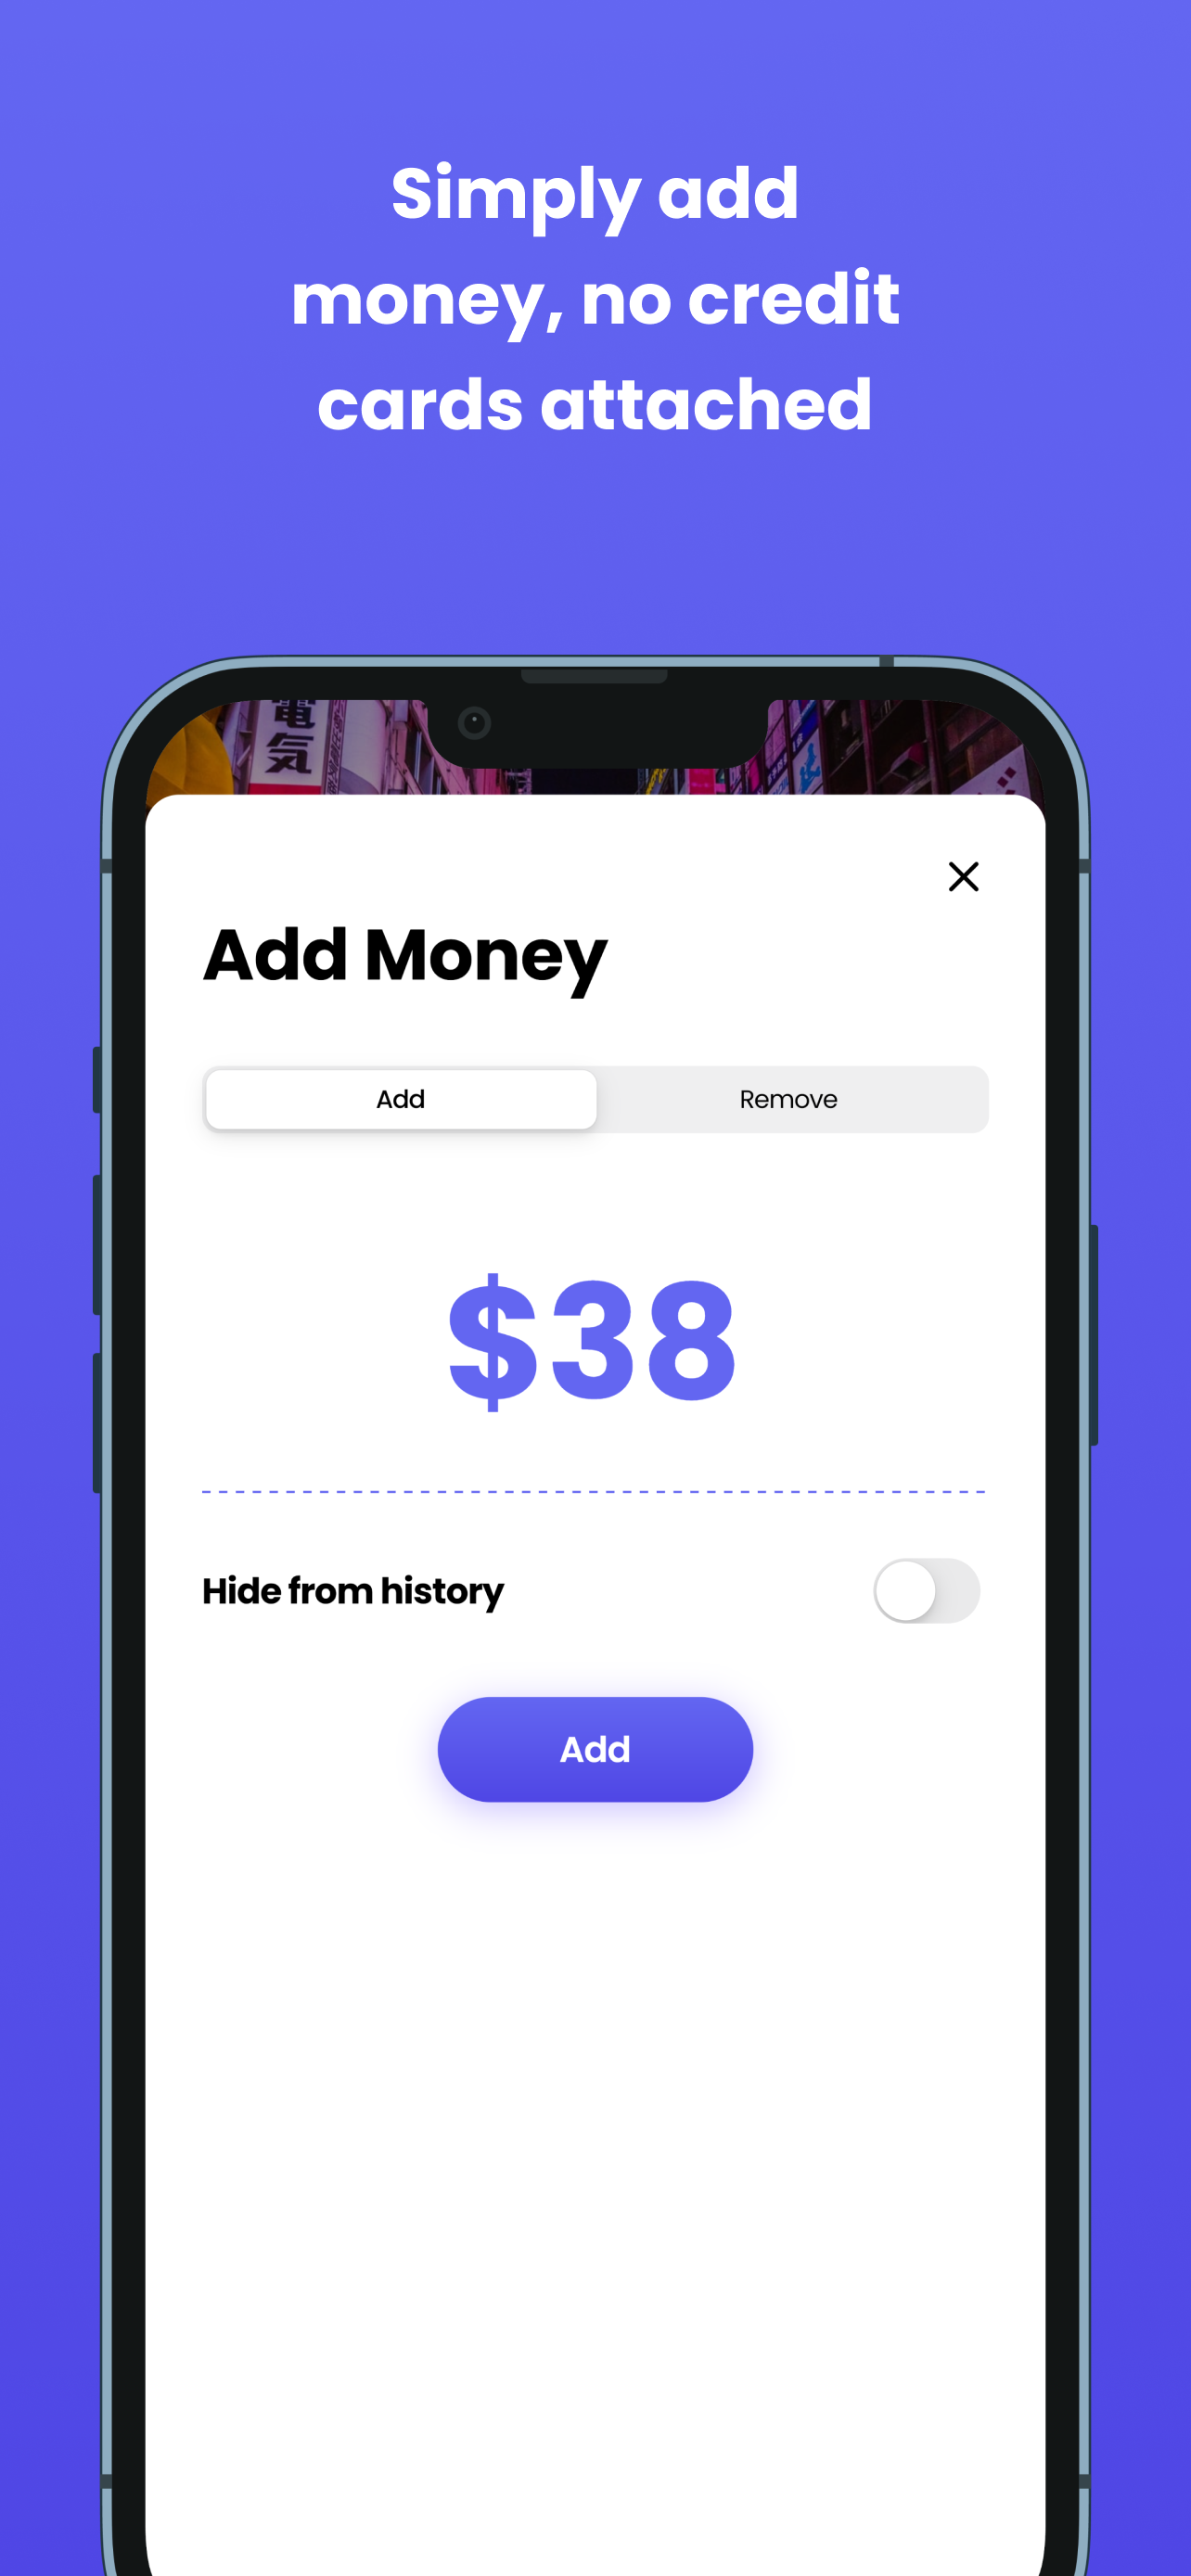 Simply add
money, no credit
cards attached
電気
Add Money
Add
Remove
$38
Hide from history
Add